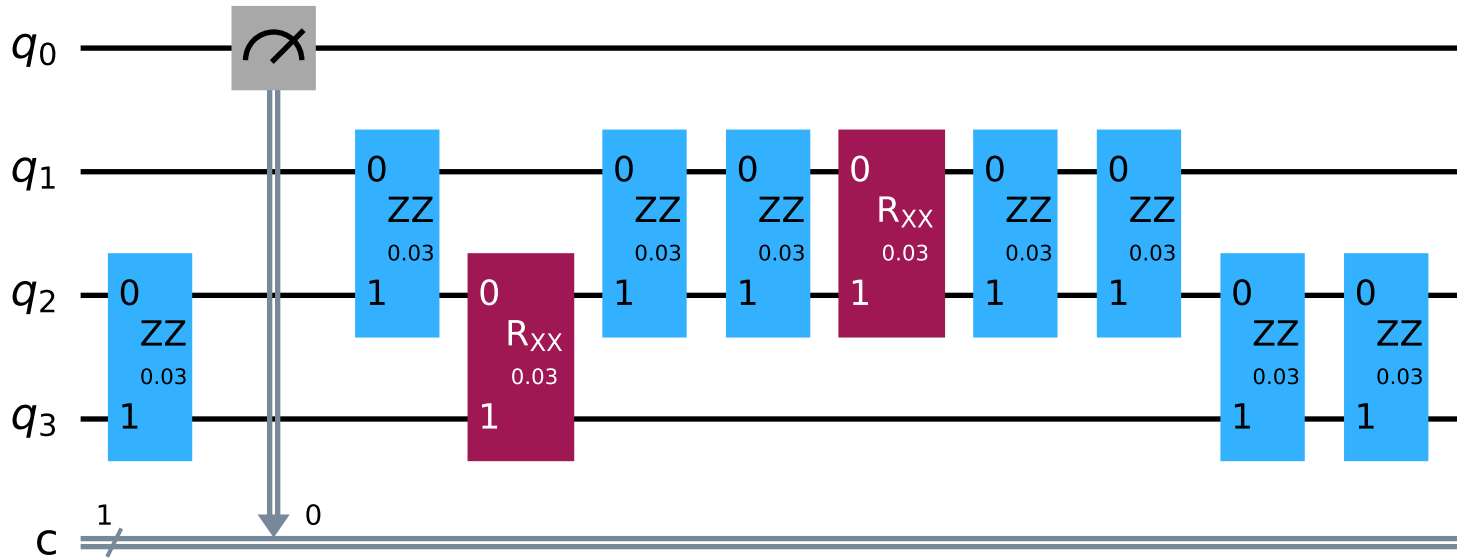 q0
0 0 0 0 0 0
q1
ZZ ZZ ZZ RXX ZZ ZZ
0.03 0.03 0.03 0.03 0.03 0.03
q2 0 1 0 1 1 1 1 1 0 0
ZZ RXX ZZ ZZ
0.03 0.03 0.03 0.03
q3 1 1 1 1
1 0
c